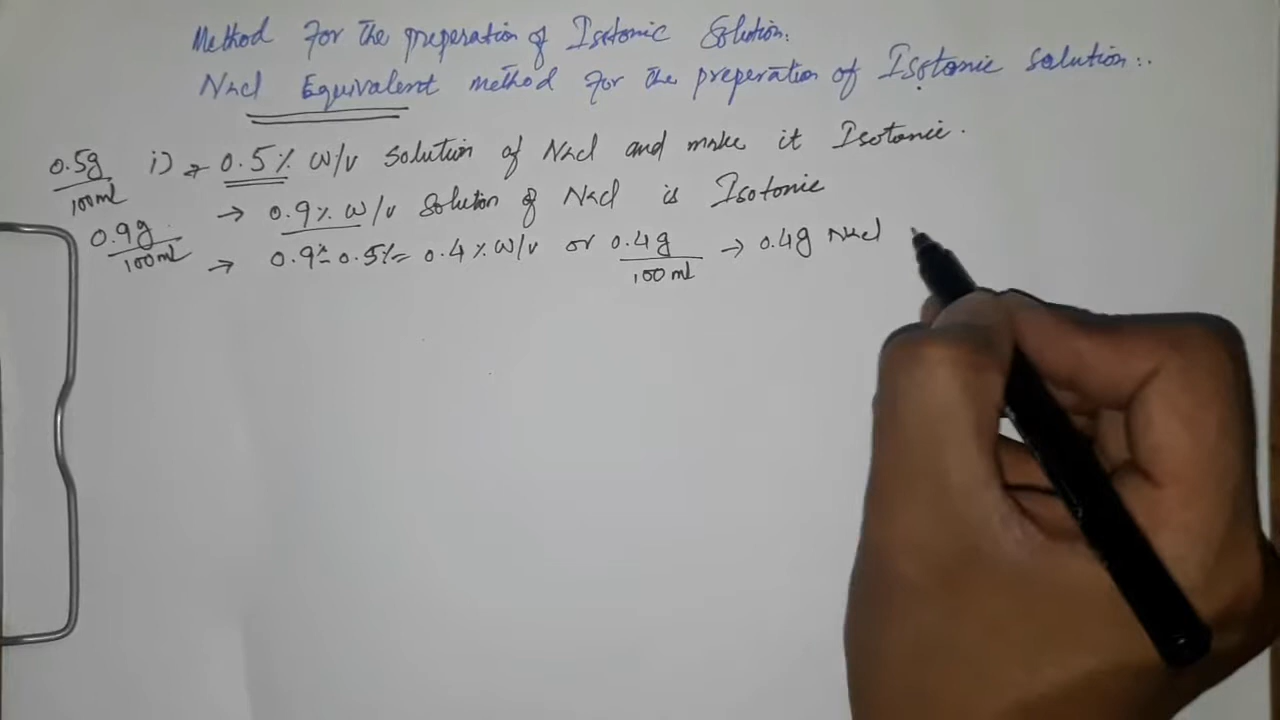 Method For the preperation of Isotonic Solution.
Nacl Equivalent method for the preperation of Isotonic solution :.
0.5g/100ml i) → 0.5% W/V solution of Nacl and make it Isotonic.
0.9g/100ml → 0.9% W/V solution of Nacl is Isotonic
→ 0.9% - 0.5% = 0.4% W/V or 0.4g/100ml → 0.4g Nacl